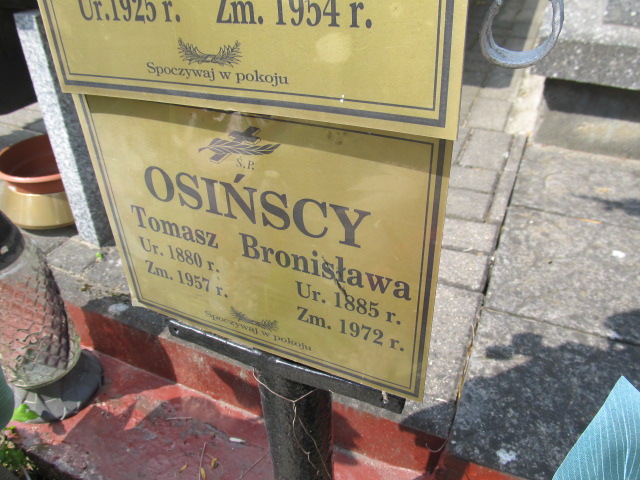 Ur.1925 r. Zm. 1954 r.
Spoczywaj w pokoju
Ś.P.
OSIŃSCY
Tomasz Bronisława
Ur. 1880 r. Ur. 1885 r.
Zm. 1957 r. Zm. 1972 r.
Spoczywaj w pokoju